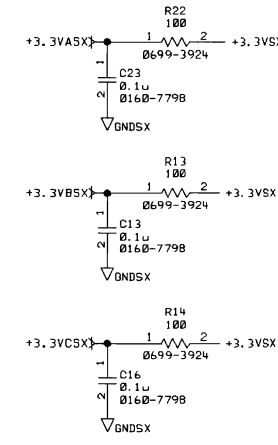 R22
100
+3.3VASX 1 2 +3.3VS
0699-3924
1 C23
0.1u
2 0160-7798
GNDSX
R13
100
+3.3VBSX 1 2 +3.3VSX
0699-3924
1 C13
0.1u
2 0160-7798
GNDSX
R14
100
+3.3VCSX 1 2 +3.3VSX
0699-3924
1 C16
0.1u
2 0160-7798
GNDSX